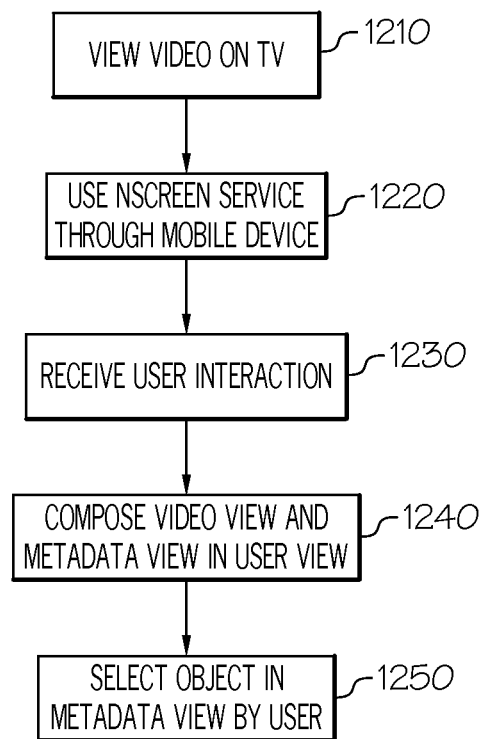 VIEW VIDEO ON TV
1210
USE NSCREEN SERVICE
THROUGH MOBILE DEVICE
1220
RECEIVE USER INTERACTION
1230
COMPOSE VIDEO VIEW AND
METADATA VIEW IN USER VIEW
1240
SELECT OBJECT IN
METADATA VIEW BY USER
1250